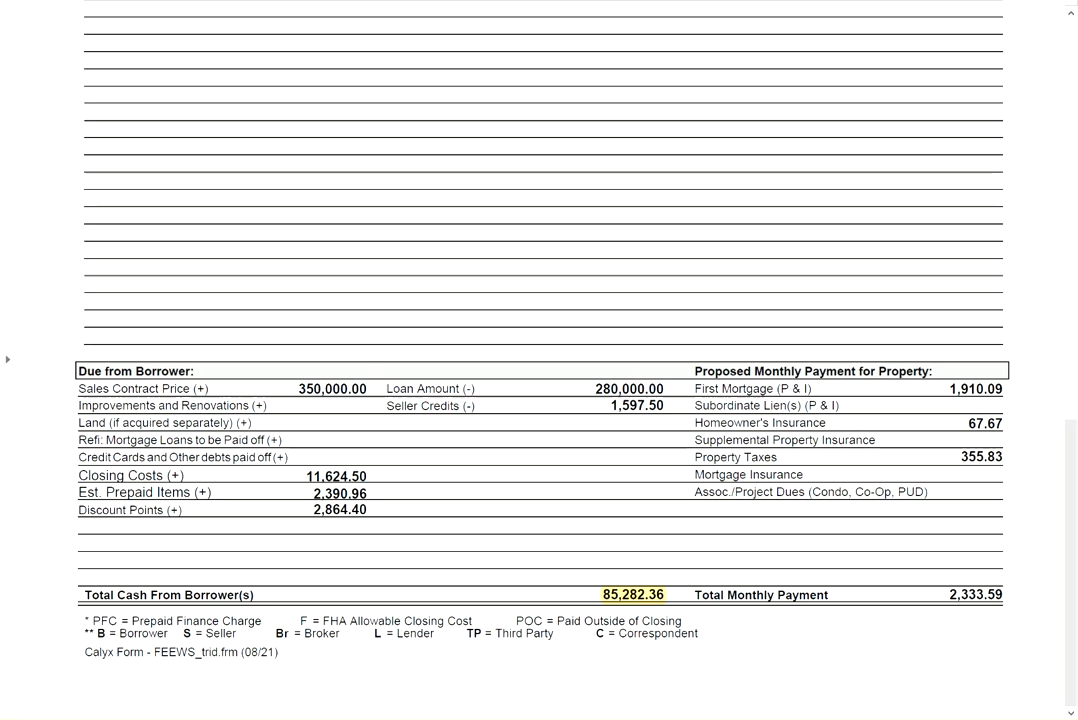 Due from Borrower: Proposed Monthly Payment for Property:
Sales Contract Price (+) 350,000.00 Loan Amount (-) 280,000.00 First Mortgage (P & I) 1,910.09
Improvements and Renovations (+) Seller Credits (-) 1,597.50 Subordinate Lien(s) (P & I)
Land (if acquired separately) (+) Homeowner's Insurance 67.67
Refi: Mortgage Loans to be Paid off (+) Supplemental Property Insurance
Credit Cards and Other debts paid off (+) Property Taxes 355.83
Closing Costs (+) 11,624.50 Mortgage Insurance
Est. Prepaid Items (+) 2,390.96 Assoc./Project Dues (Condo, Co-Op, PUD)
Discount Points (+) 2,864.40
Total Cash From Borrower(s) 85,282.36 Total Monthly Payment 2,333.59
* PFC = Prepaid Finance Charge F = FHA Allowable Closing Cost POC = Paid Outside of Closing
** B = Borrower S = Seller Br = Broker L = Lender TP = Third Party C = Correspondent
Calyx Form - FEEWS_trid.frm (08/21)